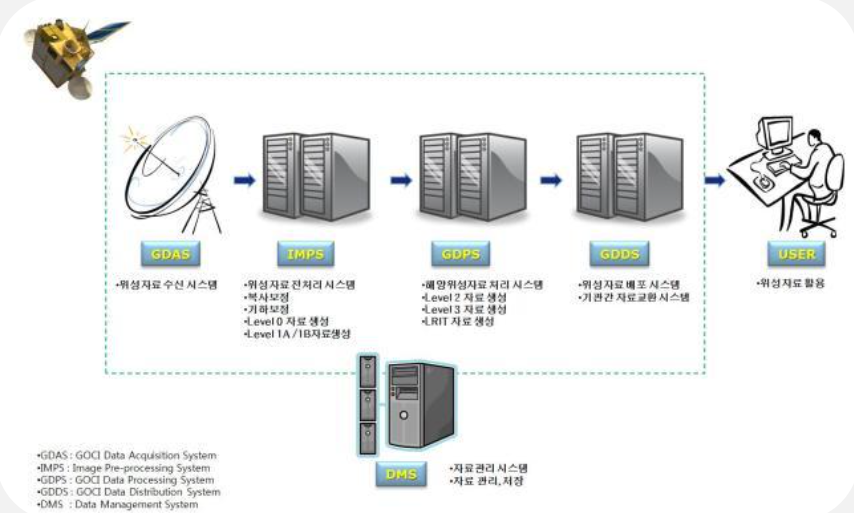 GDAS
•위성자료 수신 시스템
IMPS
•위성자료 전처리 시스템
•복사보정
•기하보정
•Level 0 자료 생성
•Level 1A /1B자료생성
GDPS
•해양위성자료 처리 시스템
•Level 2 자료 생성
•Level 3 자료 생성
•LRIT 자료 생성
GDDS
•위성자료 배포 시스템
•기관간 자료교환 시스템
USER
•위성자료 활용
DMS
•자료관리 시스템
•자료 관리, 저장
•GDAS : GOCI Data Acquisition System
•IMPS : Image Pre-processing System
•GDPS : GOCI Data Processing System
•GDDS : GOCI Data Distribution System
•DMS : Data Management System